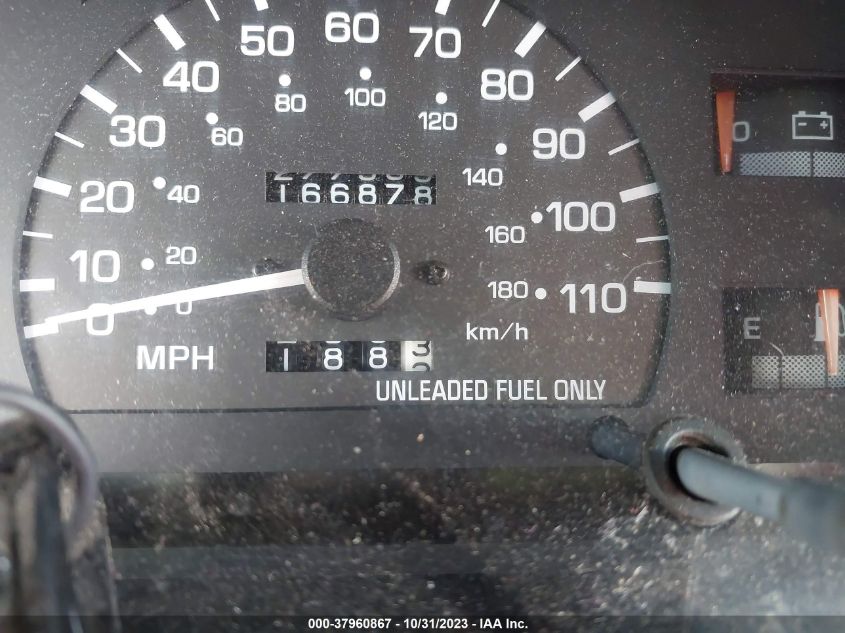 50 60 70
40 80
30 80 100 120 90
60
20 40 140 100
166878
10 20 160 110
0 0 180
km/h
MPH
188
UNLEADED FUEL ONLY
0
E
000-37960867 - 10/31/2023 - IAA Inc.